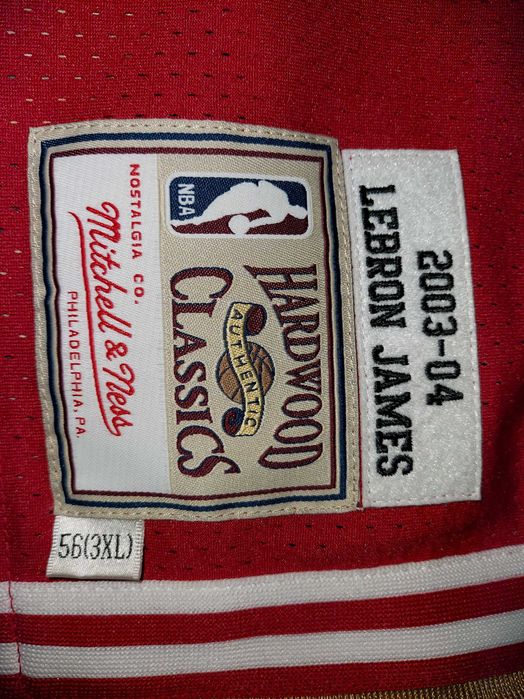 2003-04
LEBRON JAMES
NBA
HARDWOOD
AUTHENTIC
CLASSICS
NOSTALGIA CO.
Mitchell & Ness
PHILADELPHIA, PA.
56(3XL)